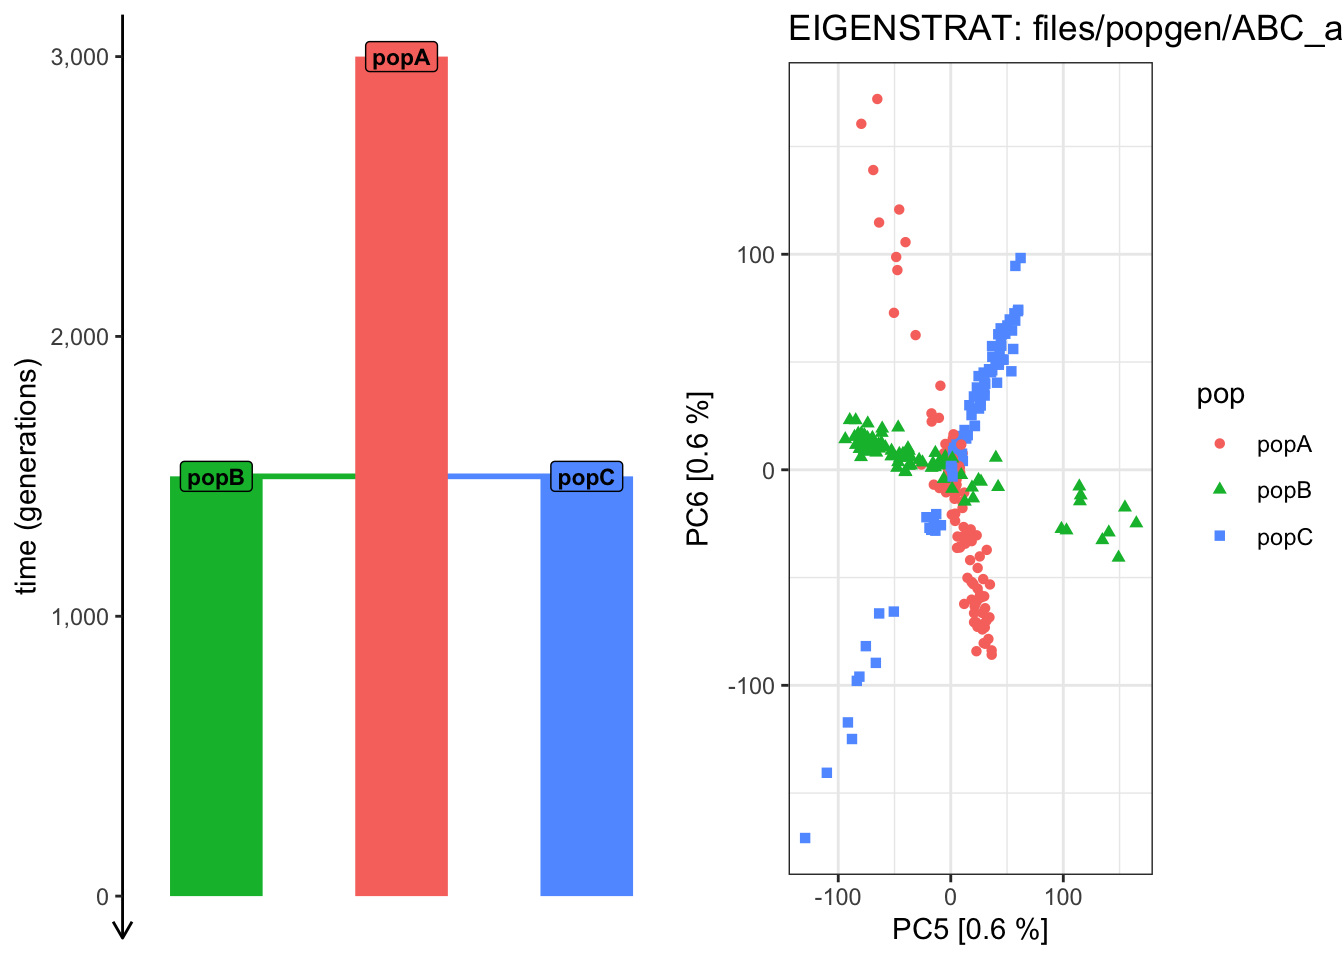 3,000
2,000
1,000
0
time (generations)
popA
popB
popC
EIGENSTRAT: files/popgen/ABC_a
100
0
-100
PC6 [0.6 %]
-100
0
100
PC5 [0.6 %]
pop
popA
popB
popC